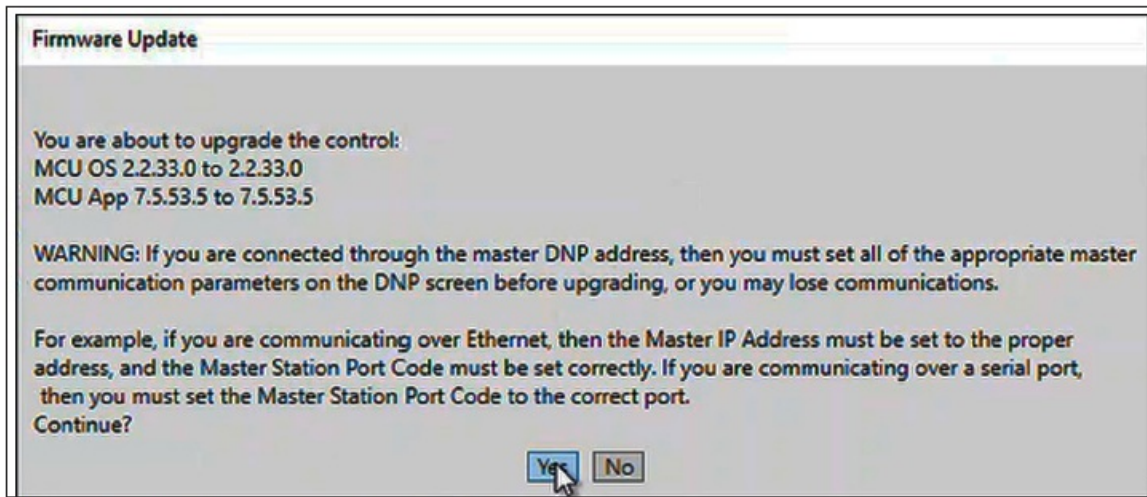 Firmware Update
You are about to upgrade the control:
MCU OS 2.2.33.0 to 2.2.33.0
MCU App 7.5.53.5 to 7.5.53.5
WARNING: If you are connected through the master DNP address, then you must set all of the appropriate master
communication parameters on the DNP screen before upgrading, or you may lose communications.
For example, if you are communicating over Ethernet, then the Master IP Address must be set to the proper
address, and the Master Station Port Code must be set correctly. If you are communicating over a serial port,
then you must set the Master Station Port Code to the correct port.
Continue?
Yes No